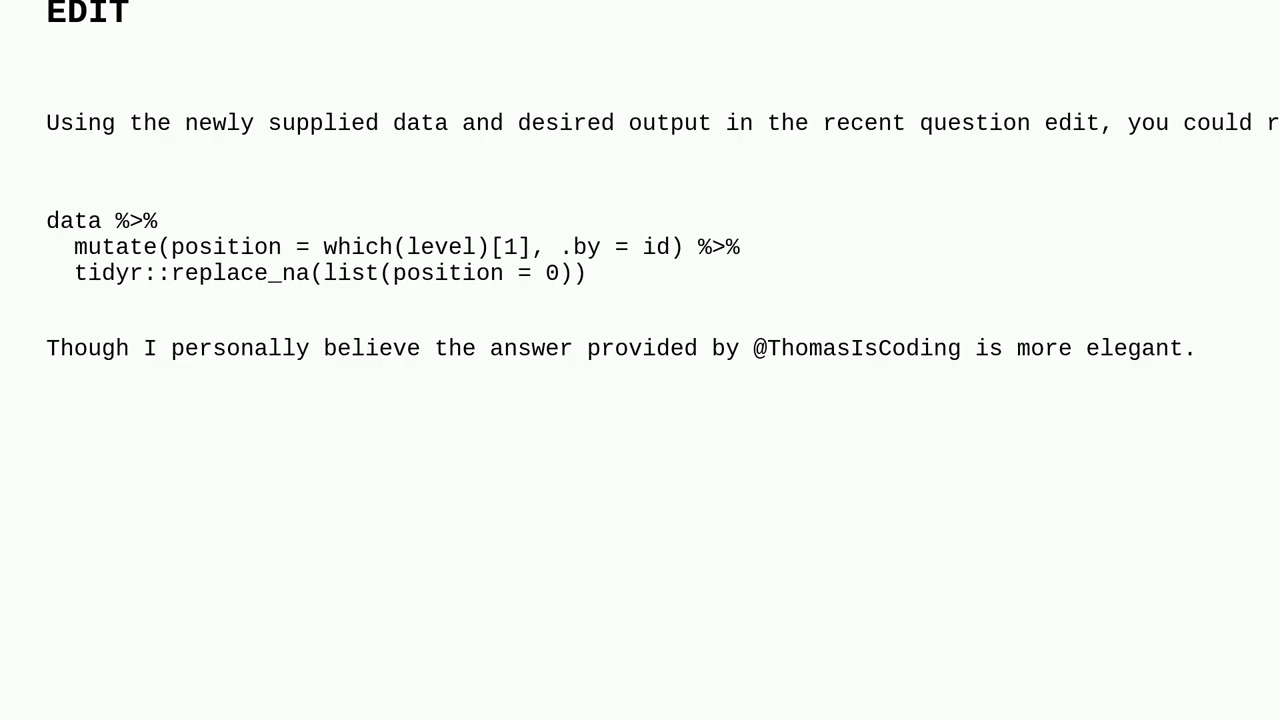 EDIT
Using the newly supplied data and desired output in the recent question edit, you could
data %>%
  mutate(position = which(level)[1], .by = id) %>%
  tidyr::replace_na(list(position = 0))
Though I personally believe the answer provided by @ThomasIsCoding is more elegant.